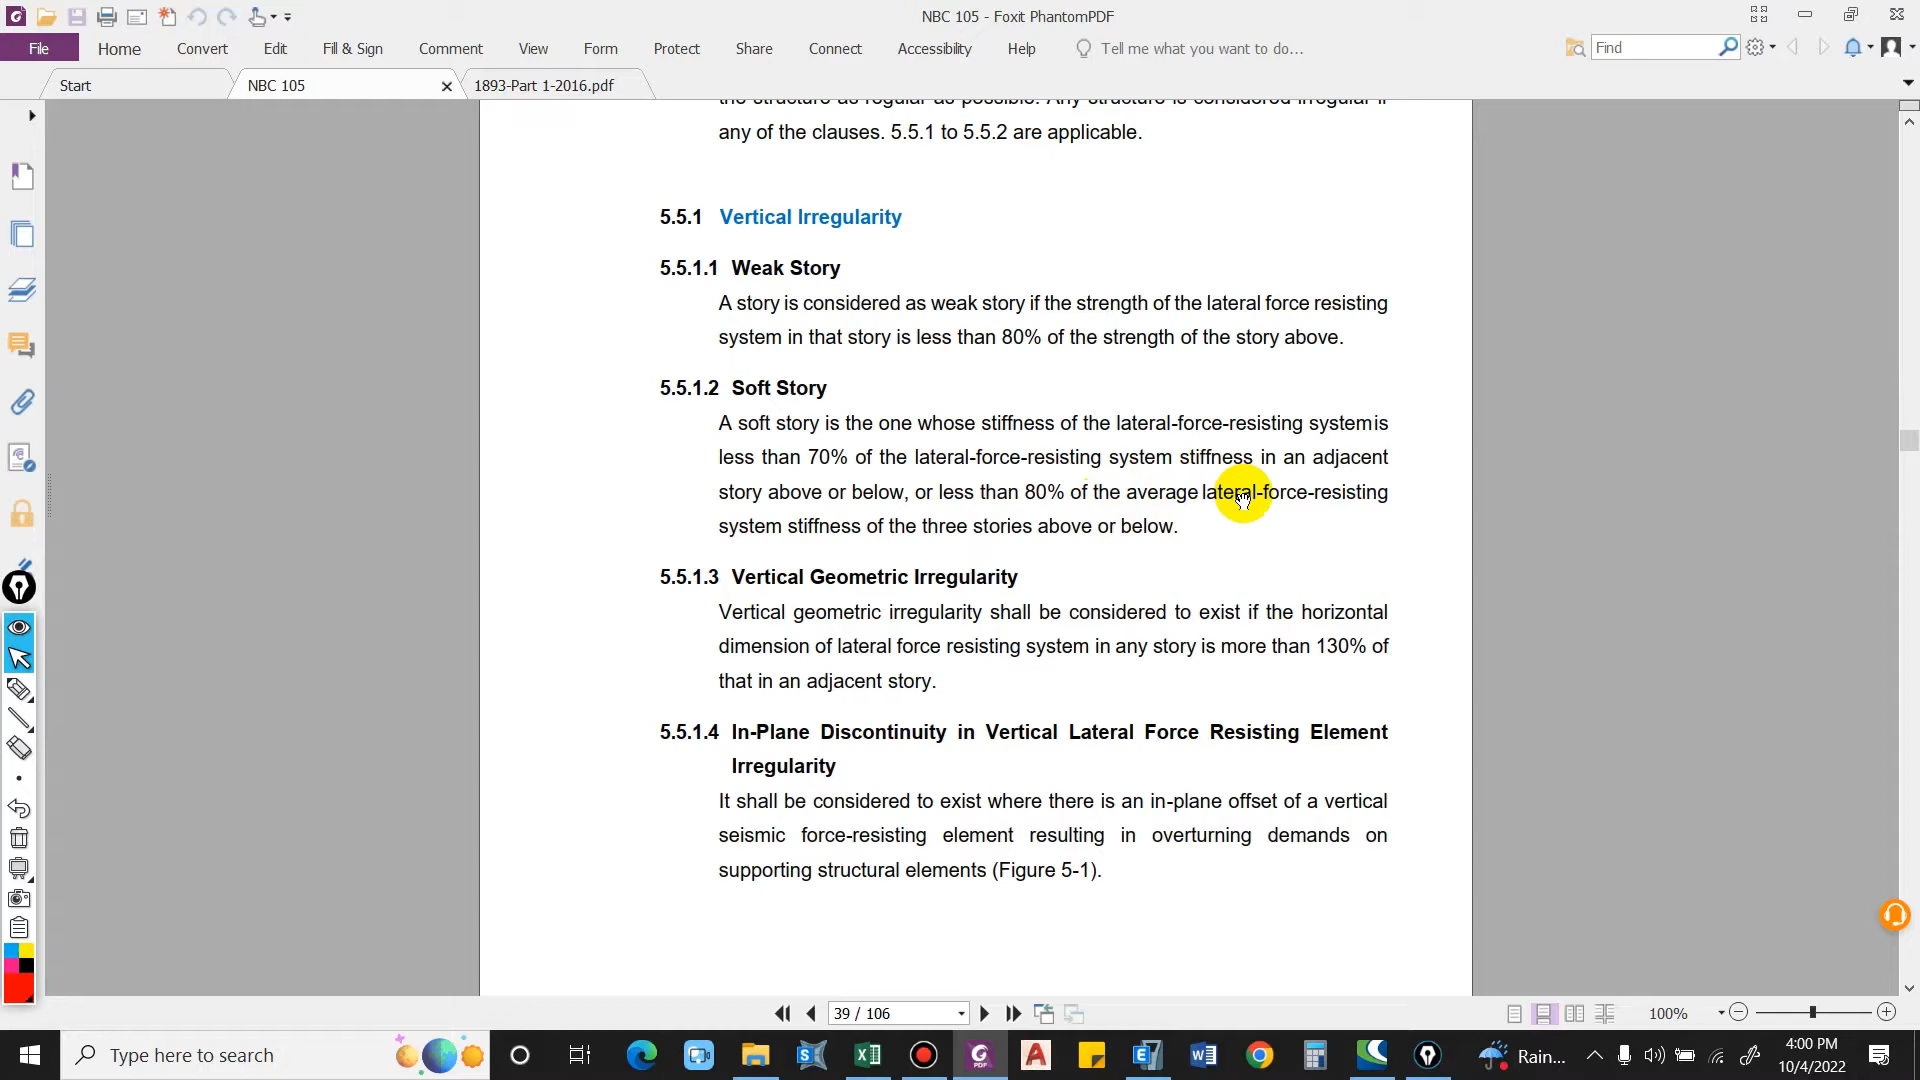 NBC 105 - Foxit PhantomPDF
File Home Convert Edit Fill & Sign Comment View Form Protect Share Connect Accessibility Help Tell me what you want to do... Find
Start NBC 105 1893-Part 1-2016.pdf
the structure as regular as possible. Any structure is considered irregular if
any of the clauses. 5.5.1 to 5.5.2 are applicable.
5.5.1 Vertical Irregularity
5.5.1.1 Weak Story
A story is considered as weak story if the strength of the lateral force resisting
system in that story is less than 80% of the strength of the story above.
5.5.1.2 Soft Story
A soft story is the one whose stiffness of the lateral-force-resisting system is
less than 70% of the lateral-force-resisting system stiffness in an adjacent
story above or below, or less than 80% of the average lateral-force-resisting
system stiffness of the three stories above or below.
5.5.1.3 Vertical Geometric Irregularity
Vertical geometric irregularity shall be considered to exist if the horizontal
dimension of lateral force resisting system in any story is more than 130% of
that in an adjacent story.
5.5.1.4 In-Plane Discontinuity in Vertical Lateral Force Resisting Element
Irregularity
It shall be considered to exist where there is an in-plane offset of a vertical
seismic force-resisting element resulting in overturning demands on
supporting structural elements (Figure 5-1).
39 / 106
100%
Type here to search
Rain...
4:00 PM
10/4/2022